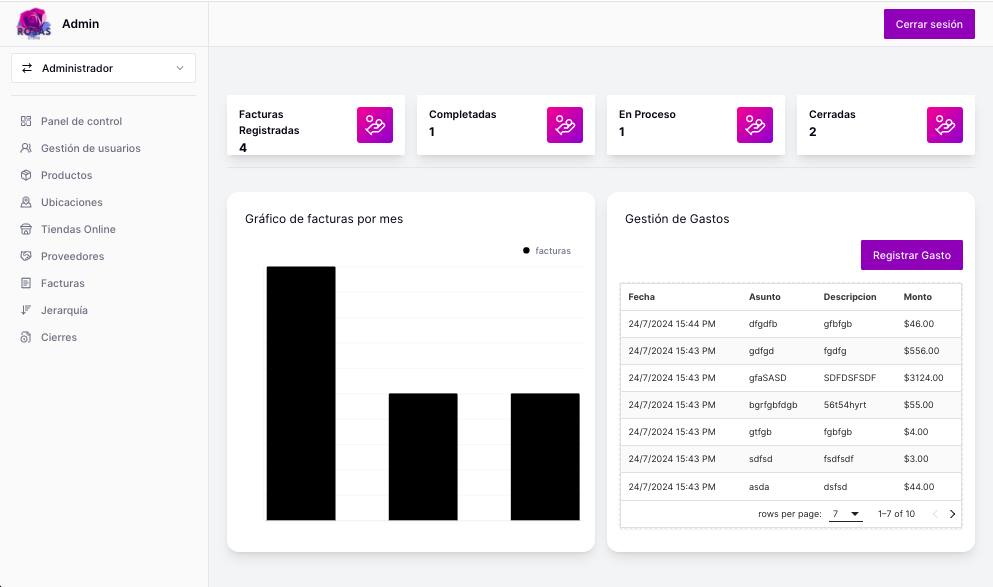 ROSAS
Admin
Cerrar sesión
Administrador
Panel de control
Gestión de usuarios
Productos
Ubicaciones
Tiendas Online
Proveedores
Facturas
Jerarquía
Cierres
Facturas
Registradas
4
Completadas
1
En Proceso
1
Cerradas
2
Gráfico de facturas por mes
facturas
Gestión de Gastos
Registrar Gasto
Fecha Asunto Descripcion Monto
24/7/2024 15:44 PM dfgdfb gfbfgb $46.00
24/7/2024 15:43 PM gdfgd fgdfg $556.00
24/7/2024 15:43 PM gfaSASD SDFDSFSDF $3124.00
24/7/2024 15:43 PM bgrfgbfdgb 56t54hyrt $55.00
24/7/2024 15:43 PM gtfgb fgbfgb $4.00
24/7/2024 15:43 PM sdfsd fsdfsdf $3.00
24/7/2024 15:43 PM asda dsfsd $44.00
rows per page: 7 1–7 of 10